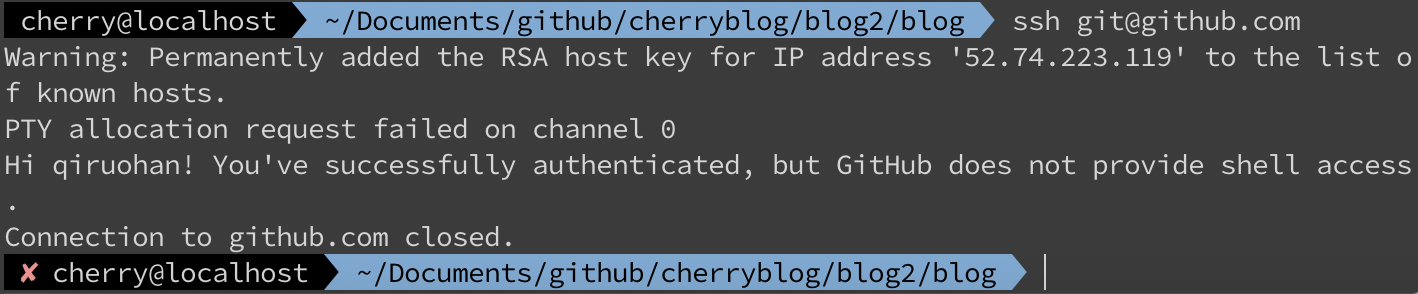 cherry@localhost ~/Documents/github/cherryblog/blog2/blog ssh git@github.com
Warning: Permanently added the RSA host key for IP address '52.74.223.119' to the list o
f known hosts.
PTY allocation request failed on channel 0
Hi qiruohan! You've successfully authenticated, but GitHub does not provide shell access
.
Connection to github.com closed.
✘ cherry@localhost ~/Documents/github/cherryblog/blog2/blog